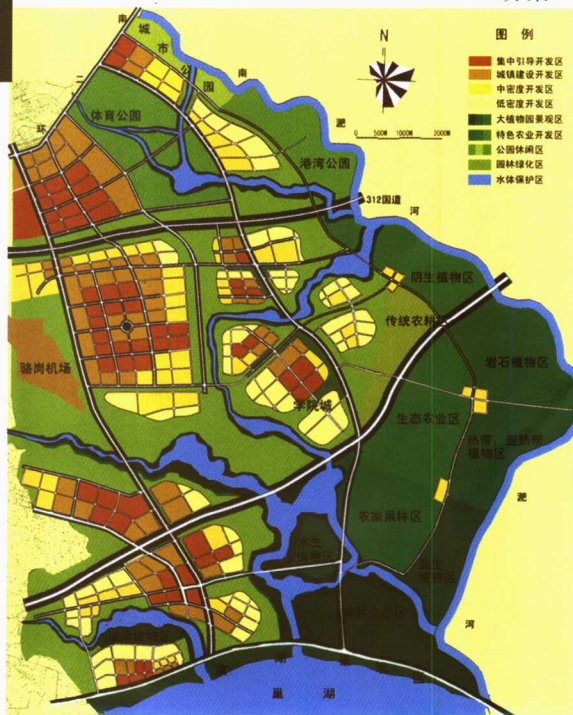 图 例
集中引导开发区
城镇建设开发区
中密度开发区
低密度开发区
大植物园景观区
特色农业开发区
公园休闲区
园林绿化区
水体保护区
N
0 500M 1000M 2000M
南
二
环
城
市
公
园
南
淝
河
体育公园
港湾公园
312国道
阴生植物区
传统农耕区
岩石植物区
骆岗机场
学院城
生态农业区
热带、亚热带
植物区
农家果林区
水生
植物区
植物区
淝
河
巢 湖